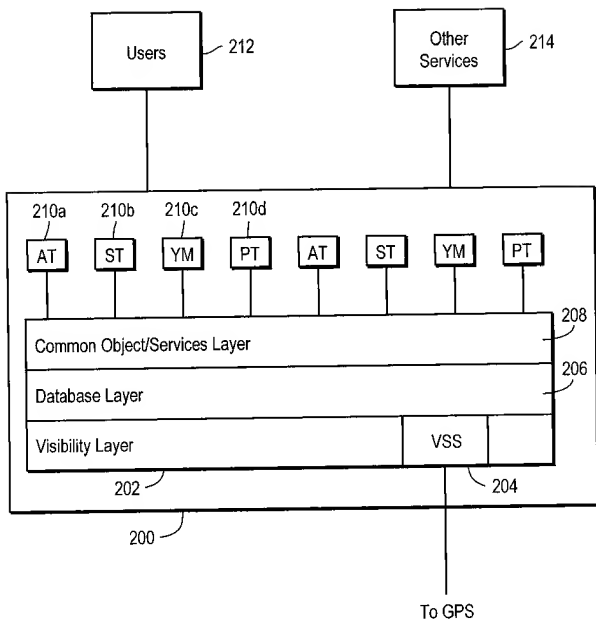 Users
212
Other
Services
214
210a 210b 210c 210d
AT ST YM PT AT ST YM PT
Common Object/Services Layer
208
Database Layer
206
Visibility Layer
VSS
202
204
200
To GPS